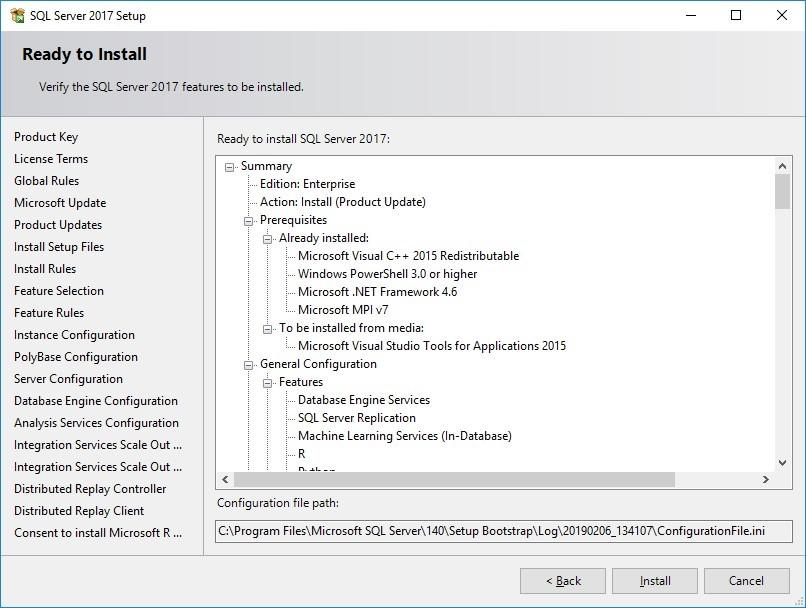 SQL Server 2017 Setup
Ready to Install
Verify the SQL Server 2017 features to be installed.
Product Key
License Terms
Global Rules
Microsoft Update
Product Updates
Install Setup Files
Install Rules
Feature Selection
Feature Rules
Instance Configuration
PolyBase Configuration
Server Configuration
Database Engine Configuration
Analysis Services Configuration
Integration Services Scale Out ...
Integration Services Scale Out ...
Distributed Replay Controller
Distributed Replay Client
Consent to install Microsoft R ...
Ready to install SQL Server 2017:
Summary
Edition: Enterprise
Action: Install (Product Update)
Prerequisites
Already installed:
Microsoft Visual C++ 2015 Redistributable
Windows PowerShell 3.0 or higher
Microsoft .NET Framework 4.6
Microsoft MPI v7
To be installed from media:
Microsoft Visual Studio Tools for Applications 2015
General Configuration
Features
Database Engine Services
SQL Server Replication
Machine Learning Services (In-Database)
R
Python
Configuration file path:
C:\Program Files\Microsoft SQL Server\140\Setup Bootstrap\Log\20190206_134107\ConfigurationFile.ini
< Back
Install
Cancel